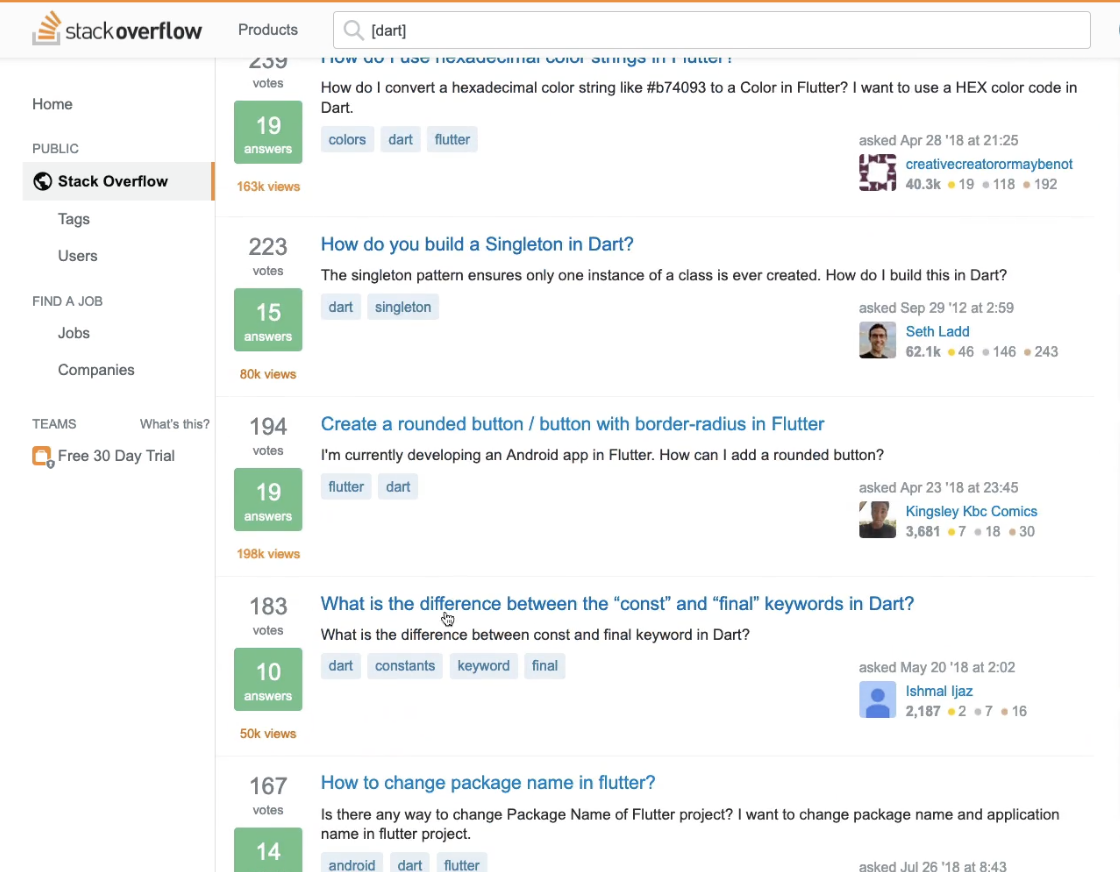 stackoverflow
Products
[dart]
239
votes
19
answers
163k views
How do I use hexadecimal color strings in Flutter?
How do I convert a hexadecimal color string like #b74093 to a Color in Flutter? I want to use a HEX color code in
Dart.
colors dart flutter
asked Apr 28 '18 at 21:25
creativecreatorormaybenot
40.3k 19 118 192
Home
PUBLIC
Stack Overflow
Tags
Users
FIND A JOB
Jobs
Companies
TEAMS What's this?
Free 30 Day Trial
223
votes
15
answers
80k views
How do you build a Singleton in Dart?
The singleton pattern ensures only one instance of a class is ever created. How do I build this in Dart?
dart singleton
asked Sep 29 '12 at 2:59
Seth Ladd
62.1k 46 146 243
194
votes
19
answers
198k views
Create a rounded button / button with border-radius in Flutter
I'm currently developing an Android app in Flutter. How can I add a rounded button?
flutter dart
asked Apr 23 '18 at 23:45
Kingsley Kbc Comics
3,681 7 18 30
183
votes
10
answers
50k views
What is the difference between the “const” and “final” keywords in Dart?
What is the difference between const and final keyword in Dart?
dart constants keyword final
asked May 20 '18 at 2:02
Ishmal Ijaz
2,187 2 7 16
167
votes
14
How to change package name in flutter?
Is there any way to change Package Name of Flutter project? I want to change package name and application
name in flutter project.
android dart flutter
asked Jul 26 '18 at 8:43